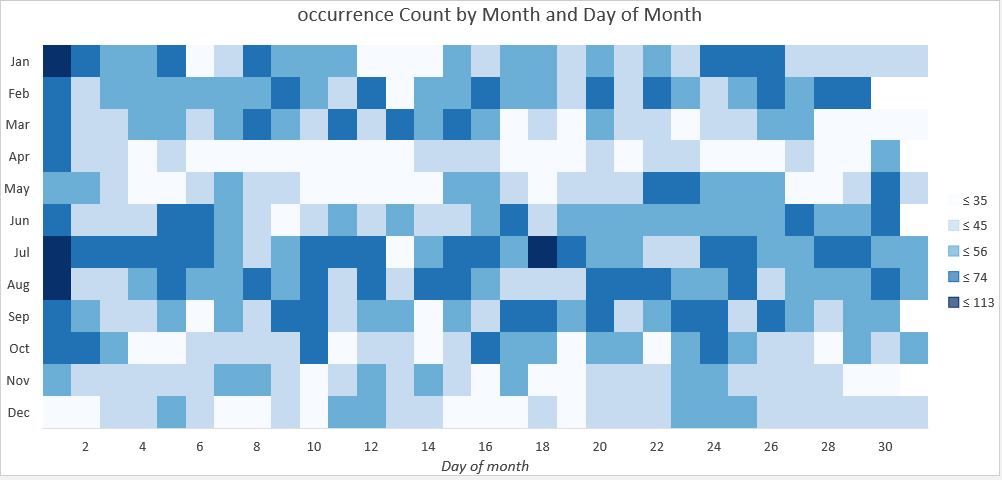 occurrence Count by Month and Day of Month
Jan
Feb
Mar
Apr
May
Jun
Jul
Aug
Sep
Oct
Nov
Dec
2 4 6 8 10 12 14 16 18 20 22 24 26 28 30
Day of month
≤ 35
≤ 45
≤ 56
≤ 74
≤ 113